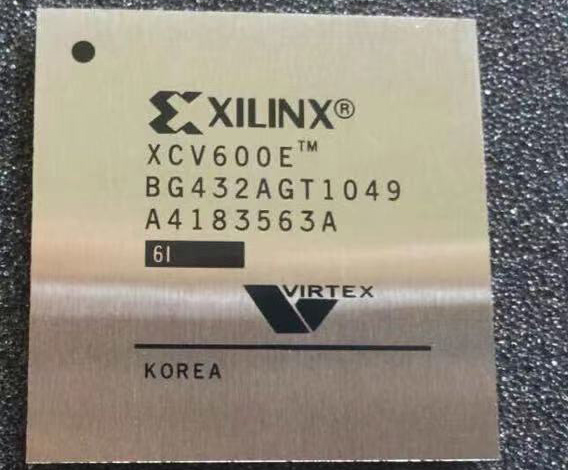 XILINX®
XCV600E™
BG432AGT1049
A4183563A
6I
VIRTEX
KOREA